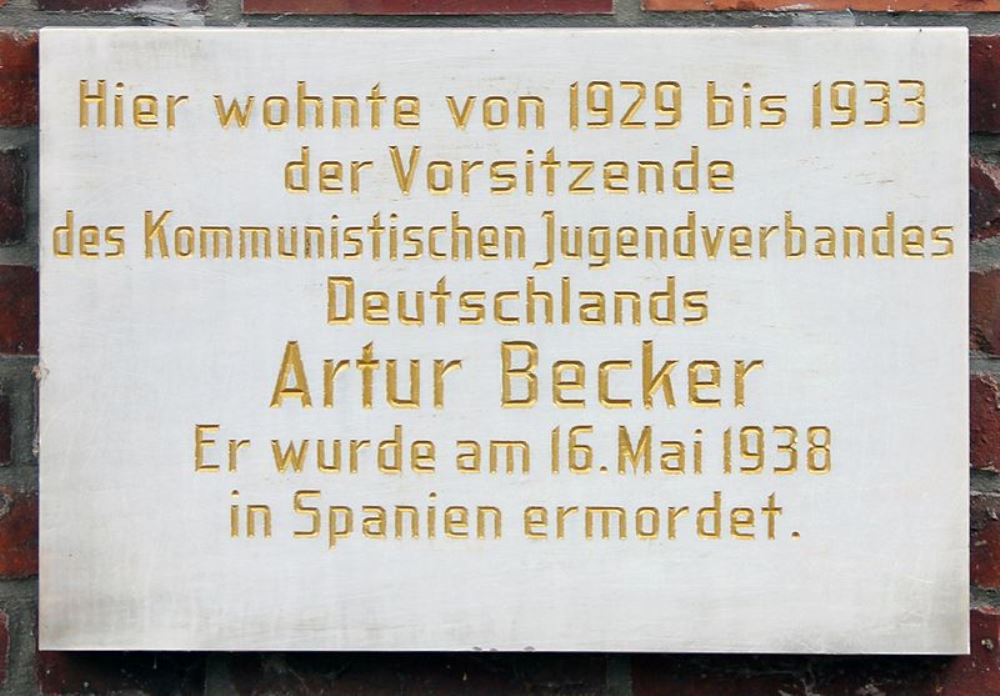 Hier wohnte von 1929 bis 1933
der Vorsitzende
des Kommunistischen Jugendverbandes
Deutschlands
Artur Becker
Er wurde am 16. Mai 1938
in Spanien ermordet.